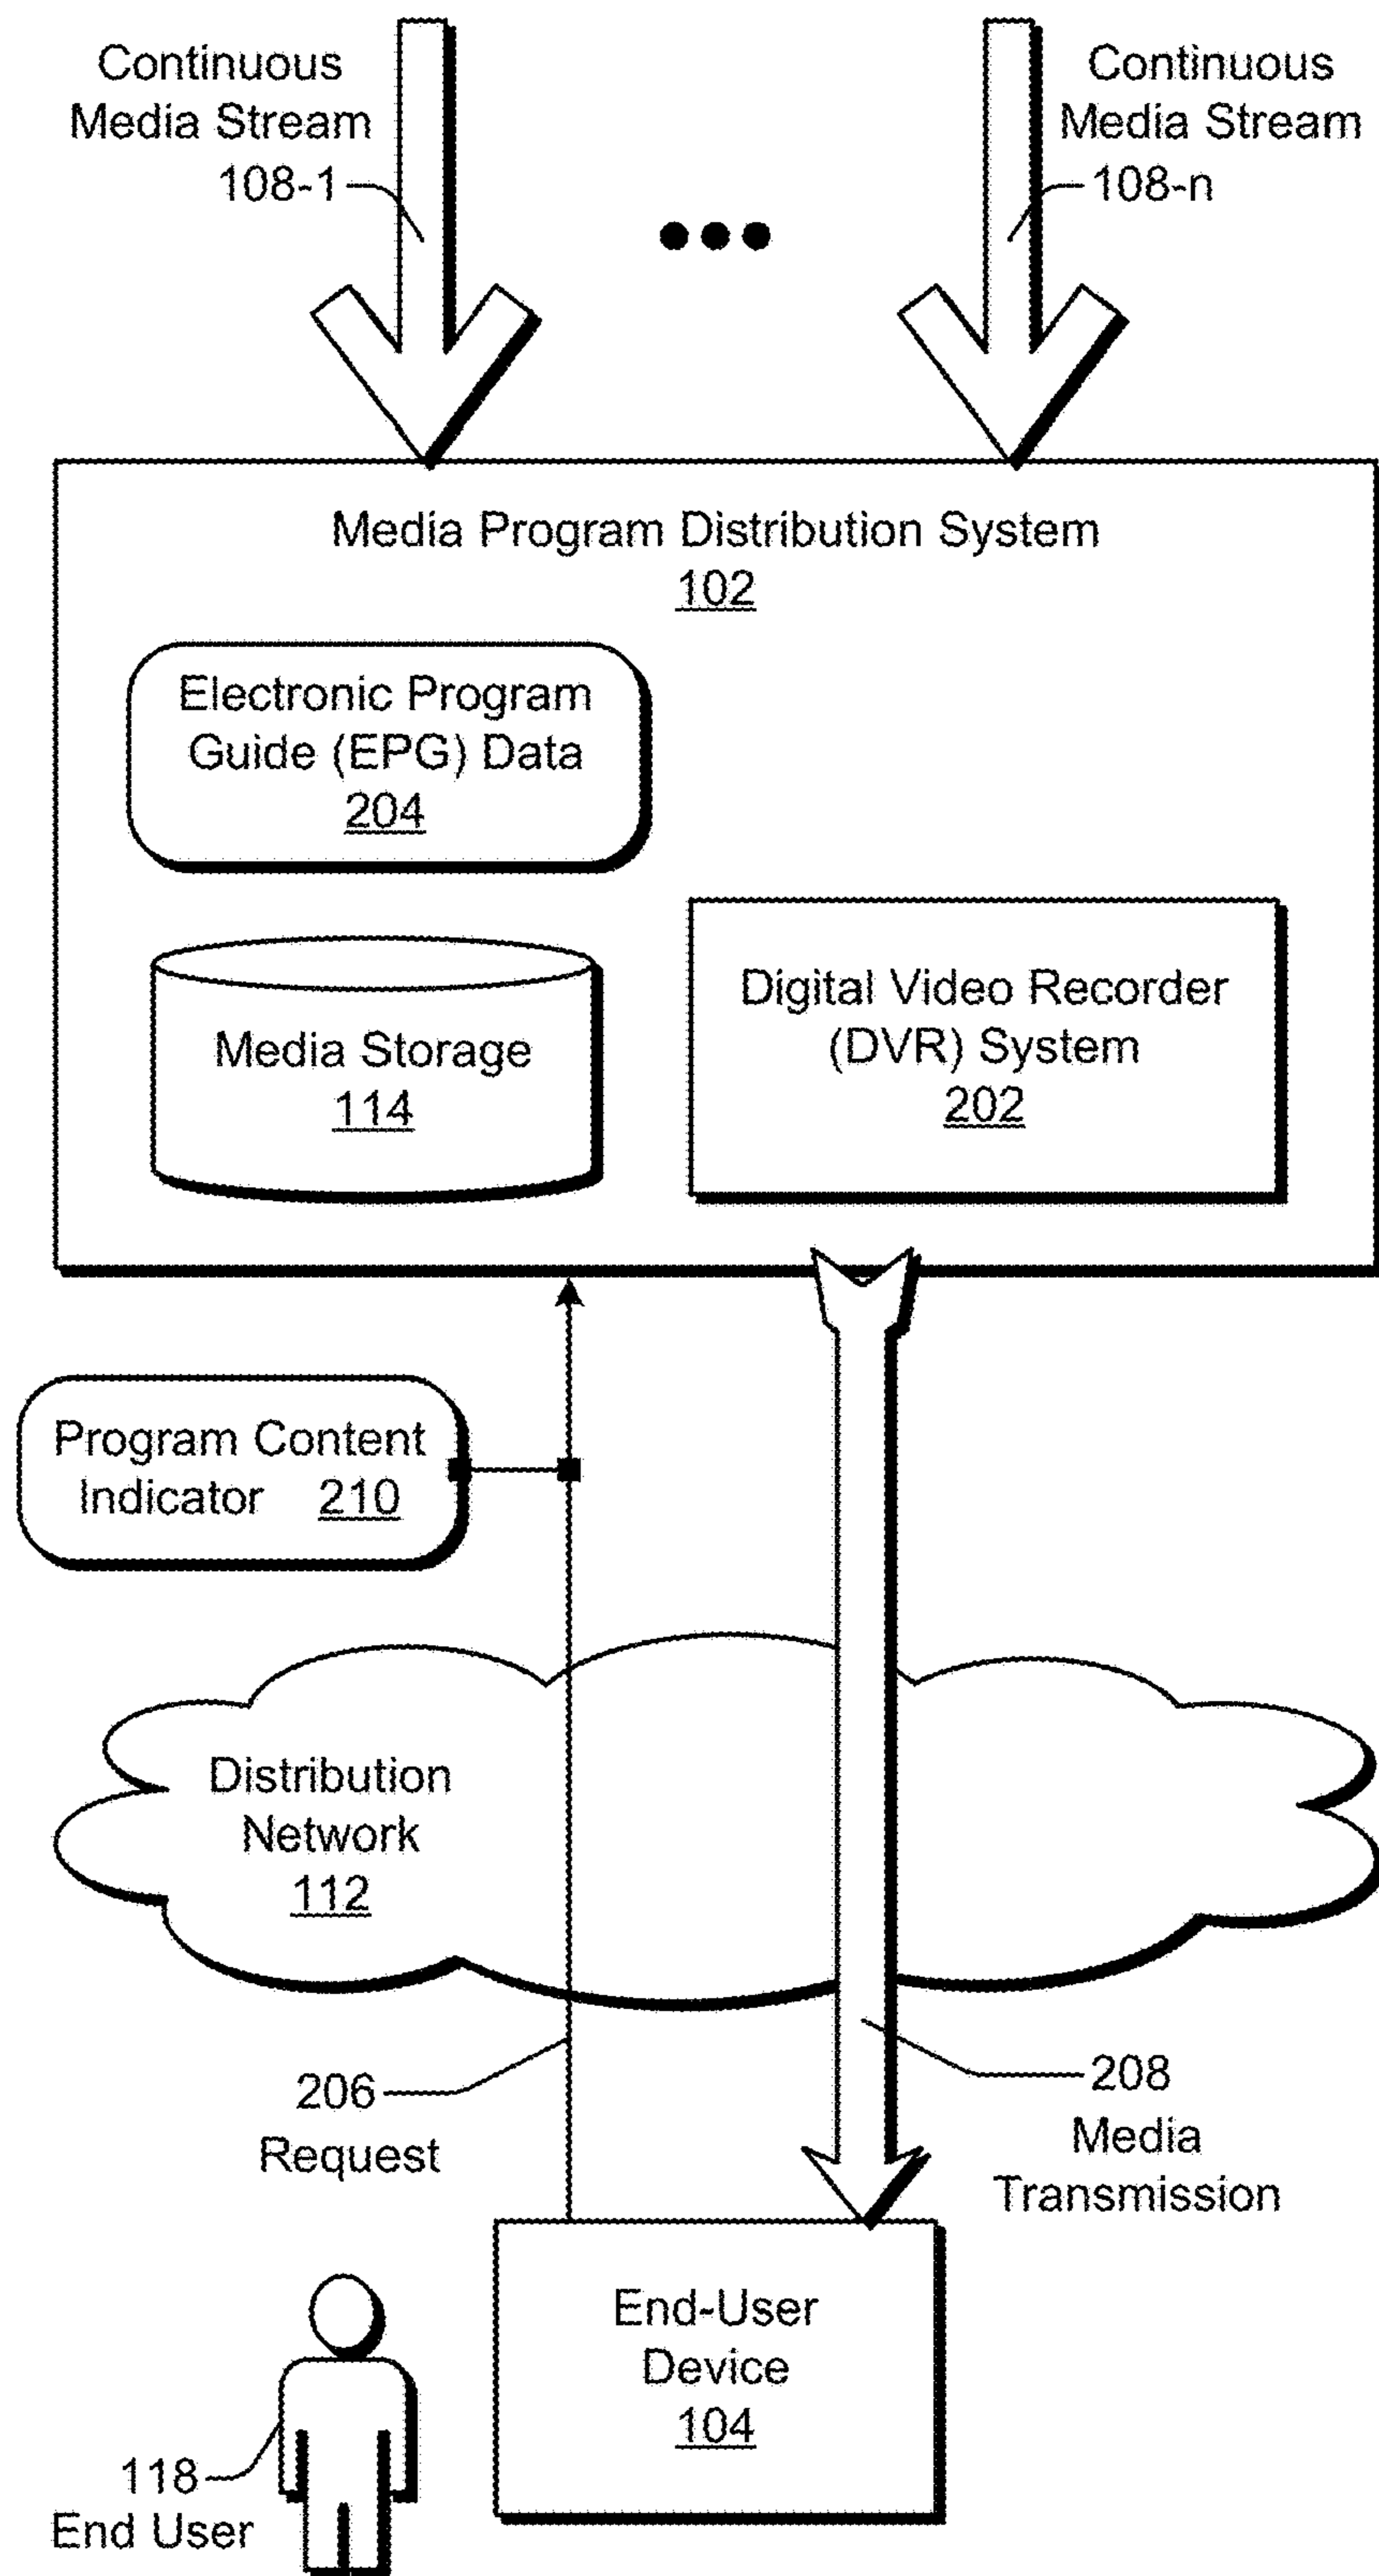 Continuous
Media Stream
108-1
Continuous
Media Stream
108-n
Media Program Distribution System
102
Electronic Program
Guide (EPG) Data
204
Media Storage
114
Digital Video Recorder
(DVR) System
202
Program Content
Indicator 210
Distribution
Network
112
206
Request
208
Media
Transmission
End-User
Device
104
118
End User